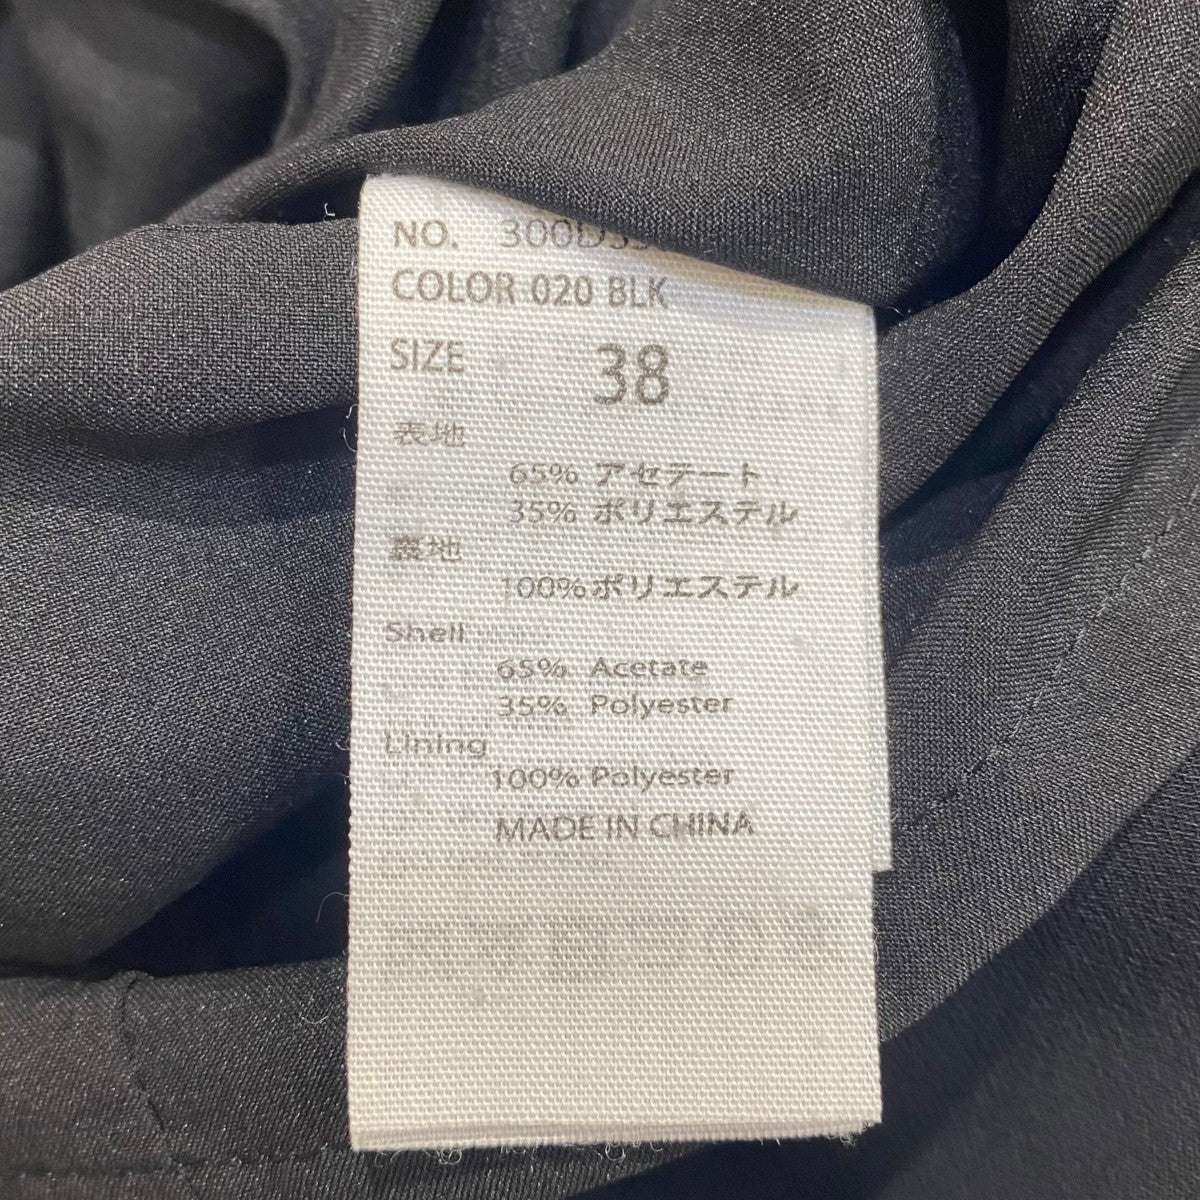 NO.
COLOR 020 BLK
SIZE 38
表地
65% アセテート
35% ポリエステル
裏地
100%ポリエステル
Shell
65% Acetate
35% Polyester
Lining
100% Polyester
MADE IN CHINA